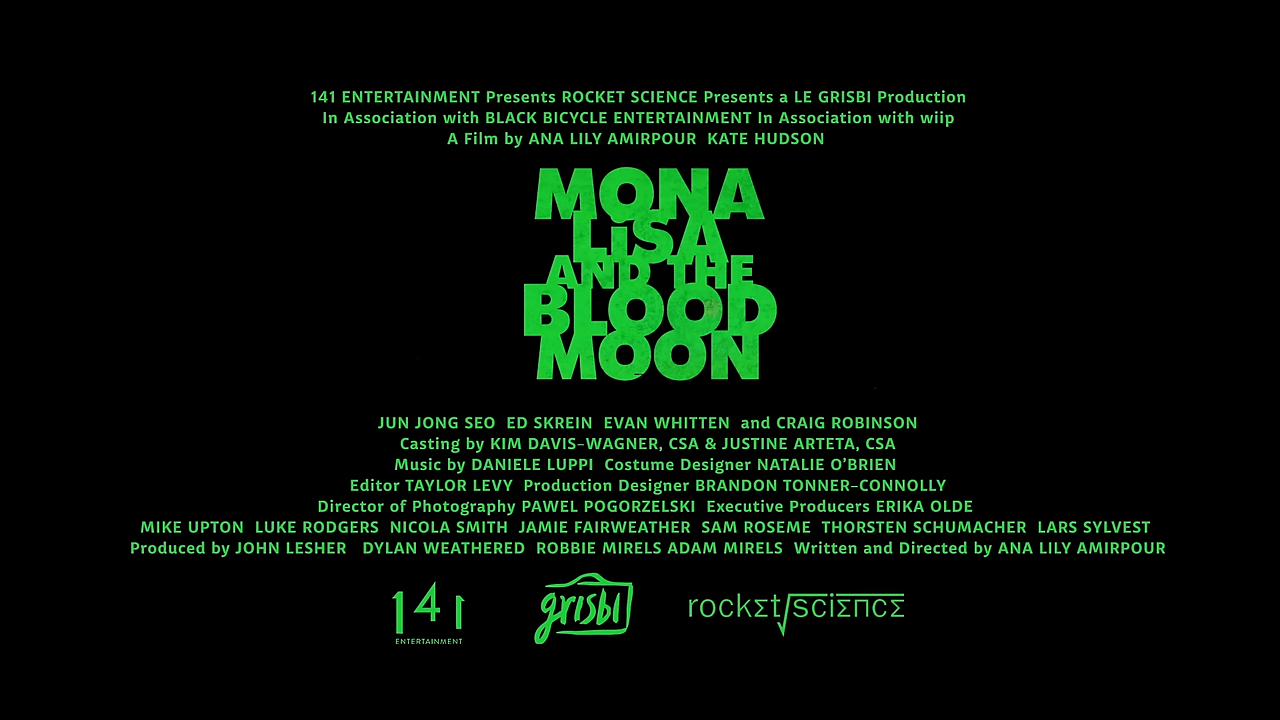 141 ENTERTAINMENT Presents ROCKET SCIENCE Presents a LE GRISBI Production
In Association with BLACK BICYCLE ENTERTAINMENT In Association with wiip
A Film by ANA LILY AMIRPOUR KATE HUDSON
MONA
LiSA
AND THE
BLOOD
MOON
JUN JONG SEO ED SKREIN EVAN WHITTEN and CRAIG ROBINSON
Casting by KIM DAVIS-WAGNER, CSA & JUSTINE ARTETA, CSA
Music by DANIELE LUPPI Costume Designer NATALIE O'BRIEN
Editor TAYLOR LEVY Production Designer BRANDON TONNER-CONNOLLY
Director of Photography PAWEL POGORZELSKI Executive Producers ERIKA OLDE
MIKE UPTON LUKE RODGERS NICOLA SMITH JAMIE FAIRWEATHER SAM ROSEME THORSTEN SCHUMACHER LARS SYLVEST
Produced by JOHN LESHER DYLAN WEATHERED ROBBIE MIRELS ADAM MIRELS Written and Directed by ANA LILY AMIRPOUR
141 grisbi rockΣt√sciΣncΣ
ENTERTAINMENT